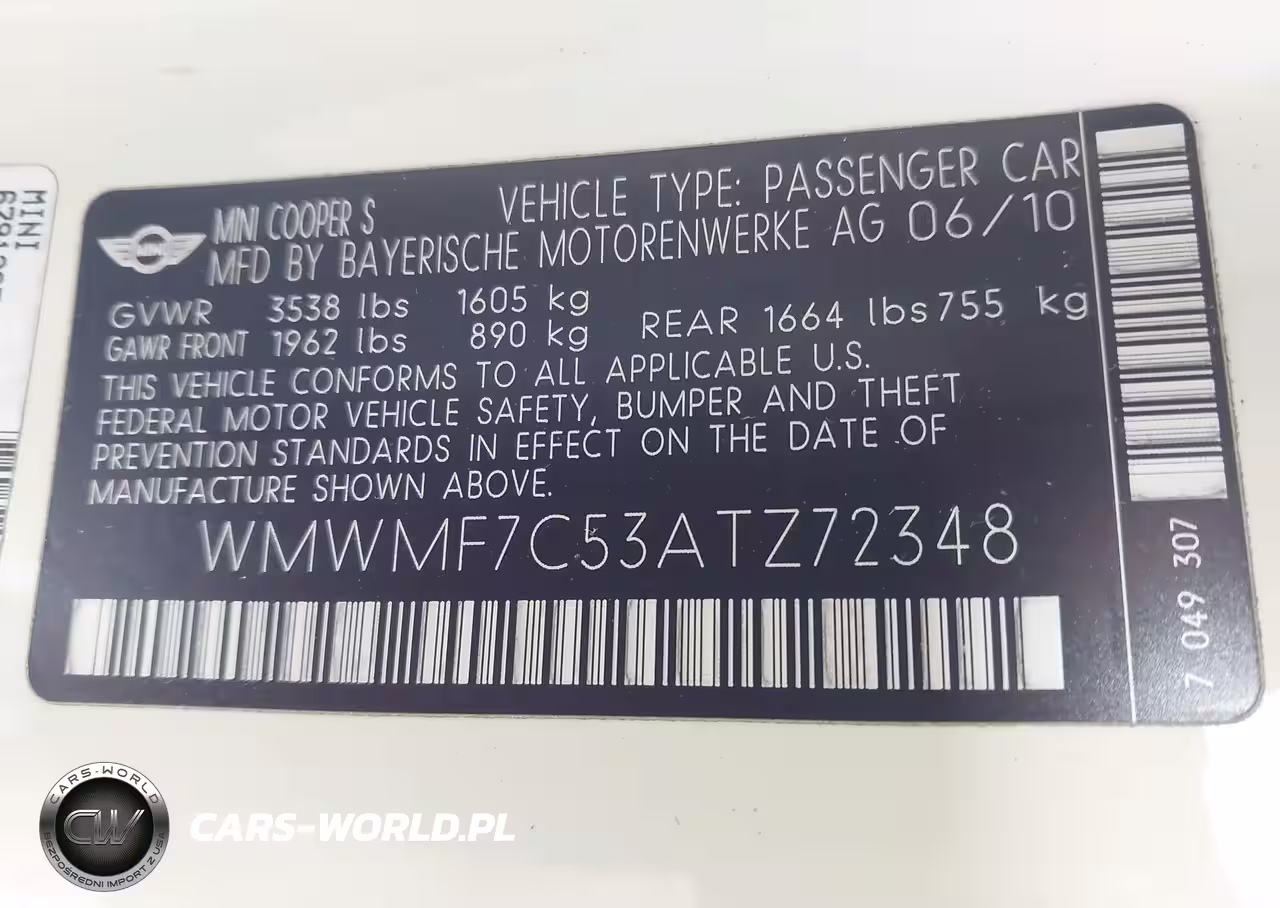 MINI COOPER S
VEHICLE TYPE: PASSENGER CAR
MFD BY BAYERISCHE MOTORENWERKE AG 06/10
GVWR 3538 lbs 1605 kg
GAWR FRONT 1962 lbs 890 kg REAR 1664 lbs 755 kg
THIS VEHICLE CONFORMS TO ALL APPLICABLE U.S.
FEDERAL MOTOR VEHICLE SAFETY, BUMPER AND THEFT
PREVENTION STANDARDS IN EFFECT ON THE DATE OF
MANUFACTURE SHOWN ABOVE.
WMWMF7C53ATZ72348
7 049 307
MINI
CARS-WORLD
CW
BEZPOŚREDNI IMPORT Z USA
CARS-WORLD.PL